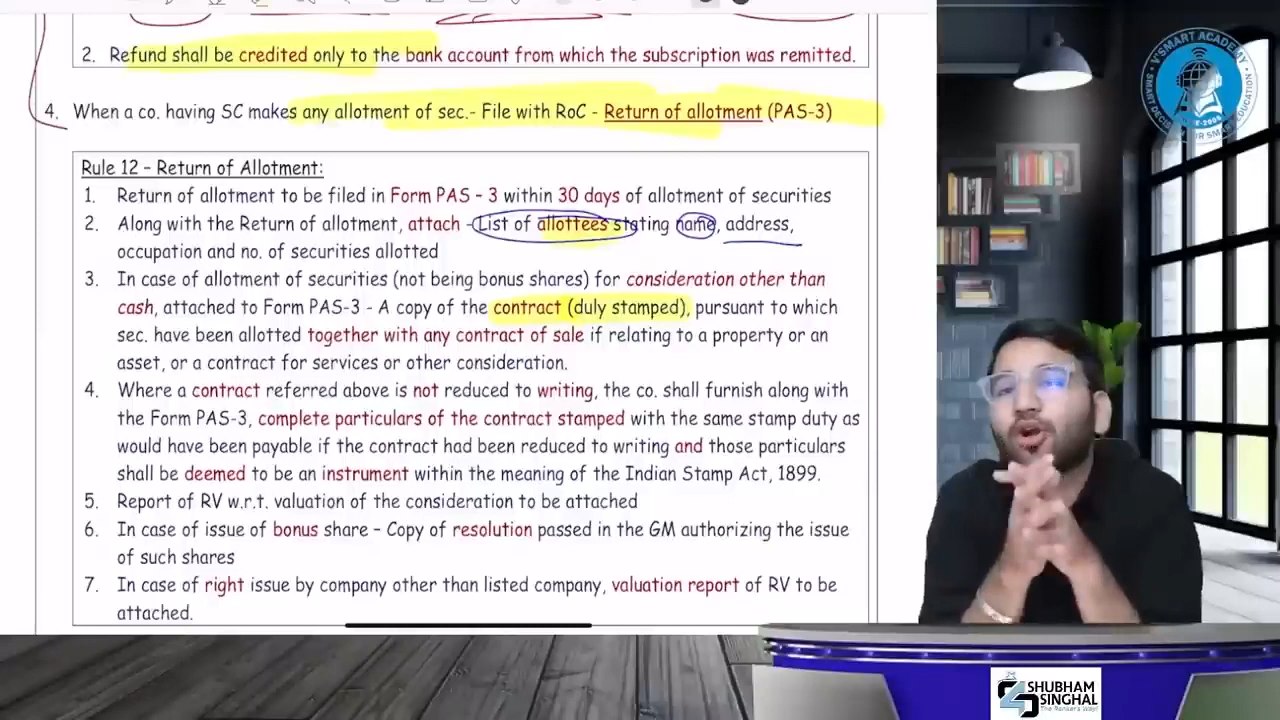 2. Refund shall be credited only to the bank account from which the subscription was remitted.
4. When a co. having SC makes any allotment of sec.- File with RoC - Return of allotment (PAS-3)
Rule 12 – Return of Allotment:
1. Return of allotment to be filed in Form PAS – 3 within 30 days of allotment of securities
2. Along with the Return of allotment, attach -List of allottees stating name, address,
occupation and no. of securities allotted
3. In case of allotment of securities (not being bonus shares) for consideration other than
cash, attached to Form PAS-3 - A copy of the contract (duly stamped), pursuant to which
sec. have been allotted together with any contract of sale if relating to a property or an
asset, or a contract for services or other consideration.
4. Where a contract referred above is not reduced to writing, the co. shall furnish along with
the Form PAS-3, complete particulars of the contract stamped with the same stamp duty as
would have been payable if the contract had been reduced to writing and those particulars
shall be deemed to be an instrument within the meaning of the Indian Stamp Act, 1899.
5. Report of RV w.r.t. valuation of the consideration to be attached
6. In case of issue of bonus share – Copy of resolution passed in the GM authorizing the issue
of such shares
7. In case of right issue by company other than listed company, valuation report of RV to be
attached.
VSMART ACADEMY
SHUBHAM
SINGHAL